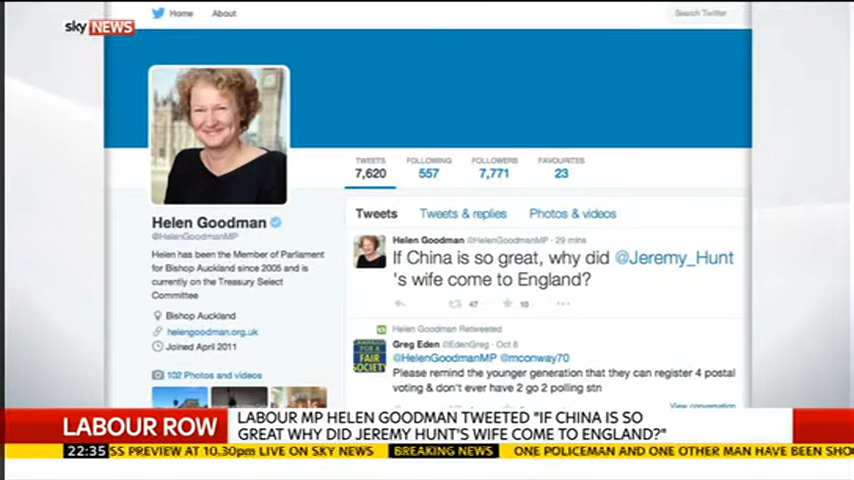 sky NEWS
Home About Search Twitter
TWEETS FOLLOWING FOLLOWERS FAVOURITES
7,620 557 7,771 23
Helen Goodman
@HelenGoodmanMP
Helen has been the Member of Parliament
for Bishop Auckland since 2005 and is
currently on the Treasury Select
Committee
Bishop Auckland
helengoodman.org.uk
Joined April 2011
102 Photos and videos
Tweets Tweets & replies Photos & videos
Helen Goodman @HelenGoodmanMP · 29 mins
If China is so great, why did @Jeremy_Hunt
's wife come to England?
47 10
Helen Goodman Retweeted
Greg Eden @EdenGreg · Oct 8
@HelenGoodmanMP @mconway70
Please remind the younger generation that they can register 4 postal
voting & don't ever have 2 go 2 polling stn
View conversation
CAMPAIGN FOR A
FAIR
SOCIETY
LABOUR ROW
LABOUR MP HELEN GOODMAN TWEETED "IF CHINA IS SO
GREAT WHY DID JEREMY HUNT'S WIFE COME TO ENGLAND?"
22:35 SS PREVIEW AT 10.30pm LIVE ON SKY NEWS BREAKING NEWS ONE POLICEMAN AND ONE OTHER MAN HAVE BEEN SHO